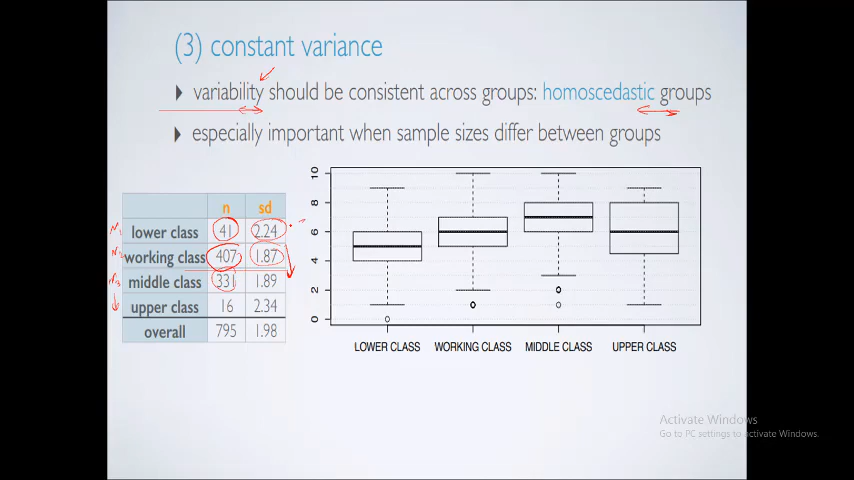 (3) constant variance
variability should be consistent across groups: homoscedastic groups
especially important when sample sizes differ between groups
n sd
lower class 41 2.24
working class 407 1.87
middle class 331 1.89
upper class 16 2.34
overall 795 1.98
10
8
6
4
2
0
LOWER CLASS WORKING CLASS MIDDLE CLASS UPPER CLASS
Activate Windows
Go to PC settings to activate Windows.